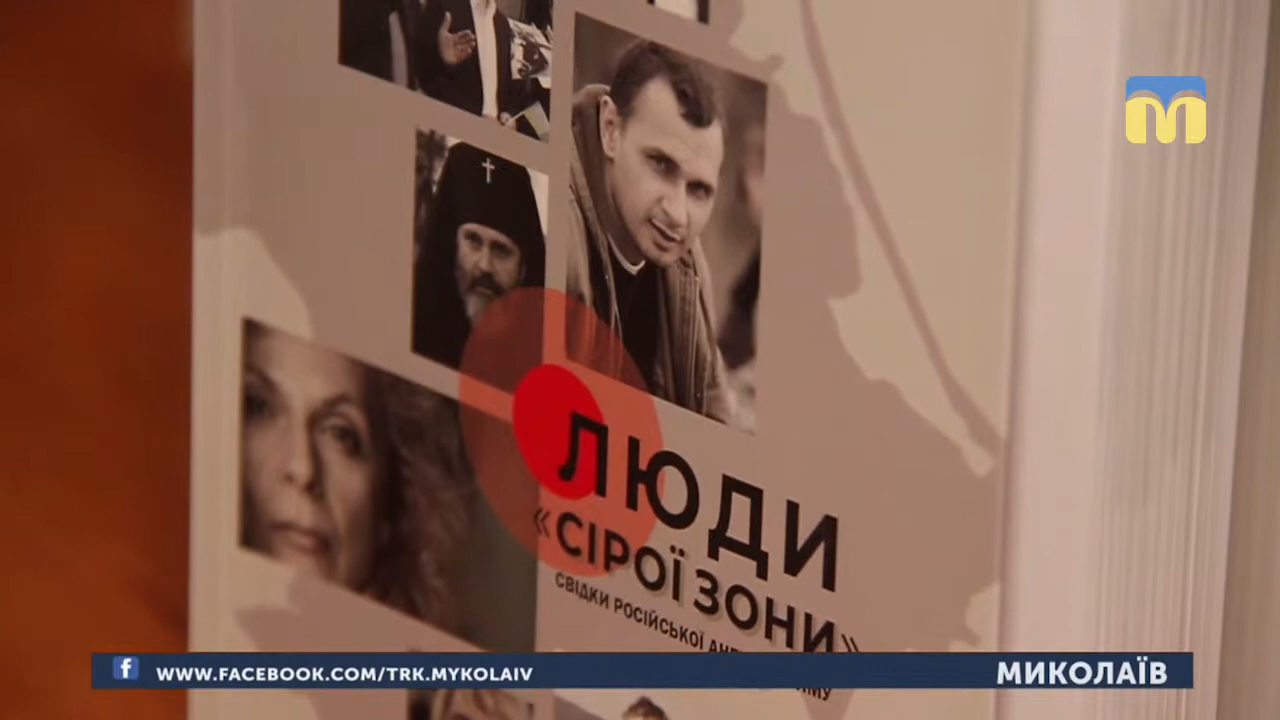 M
ЛЮДИ
«СІРОЇ ЗОНИ»
СВІДКИ РОСІЙСЬКОЇ
WWW.FACEBOOK.COM/TRK.MYKOLAIV
МИКОЛАЇВ